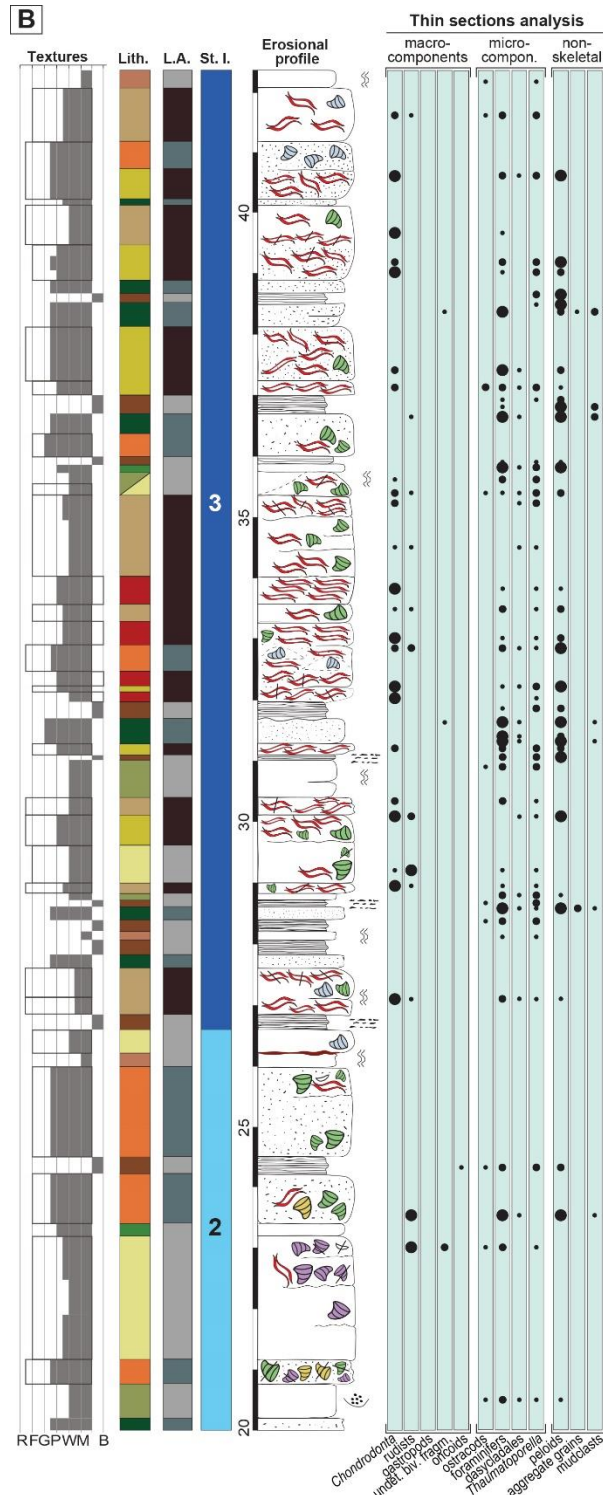 B
Thin sections analysis
macro-components
micro-compon.
non-skeletal
Textures
Lith.
L.A.
St. I.
Erosional profile
40
35
3
30
25
2
20
RFGPWM B
Chondrodonta
rudists
gastropods
undet. biv. fragm.
oncoids
ostracods
foraminifers
dasycladales
Thaumatoporella
peloids
aggregate grains
mudclasts